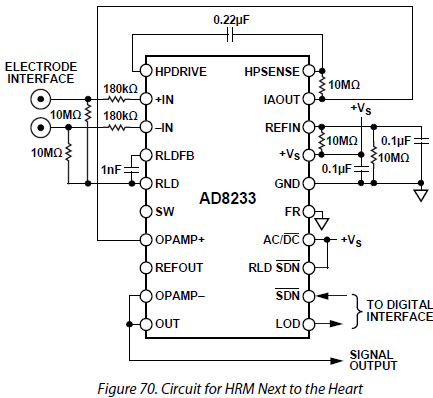 0.22µF
ELECTRODE
INTERFACE
HPDRIVE
HPSENSE
10MΩ
180kΩ
+IN
IAOUT
+VS
10MΩ
180kΩ
–IN
REFIN
10MΩ
0.1µF
10MΩ
RLDFB
+VS
0.1µF
10MΩ
1nF
RLD
GND
AD8233
SW
FR
OPAMP+
AC/DC
+VS
REFOUT
RLD SDN
OPAMP–
SDN
TO DIGITAL
INTERFACE
OUT
LOD
SIGNAL
OUTPUT
Figure 70. Circuit for HRM Next to the Heart